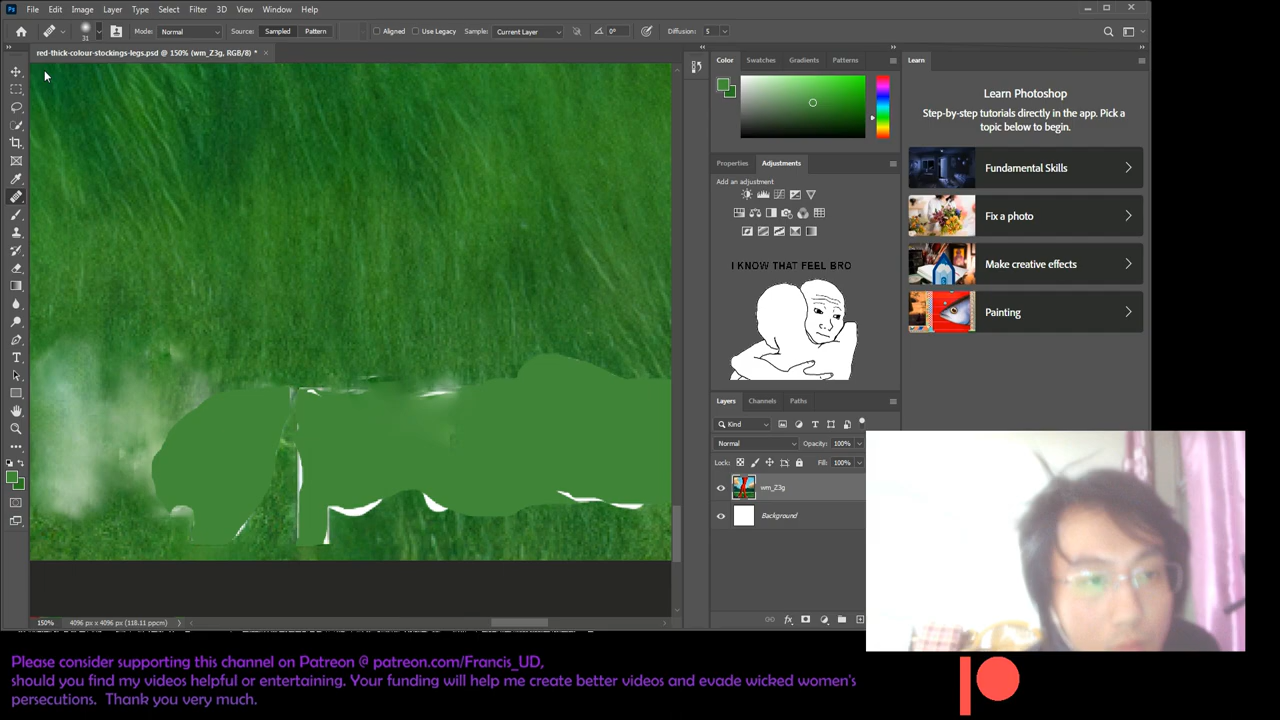 File Edit Image Layer Type Select Filter 3D View Window Help
31 Mode: Normal Source: Sampled Pattern Aligned Use Legacy Sample: Current Layer 0° Diffusion: 5
red-thick-colour-stockings-legs.psd @ 150% (wm_Z3g, RGB/8) *
Color Swatches Gradients Patterns
Learn
Learn Photoshop
Step-by-step tutorials directly in the app. Pick a
topic below to begin.
Fundamental Skills
Fix a photo
Make creative effects
Painting
Properties Adjustments
Add an adjustment
I KNOW THAT FEEL BRO
Layers Channels Paths
Kind
Normal Opacity: 100%
Lock: Fill: 100%
wm_Z3g
Background
150% 4096 px x 4096 px (118.11 ppcm)
Please consider supporting this channel on Patreon @ patreon.com/Francis_UD,
should you find my videos helpful or entertaining. Your funding will help me create better videos and evade wicked women's
persecutions. Thank you very much.